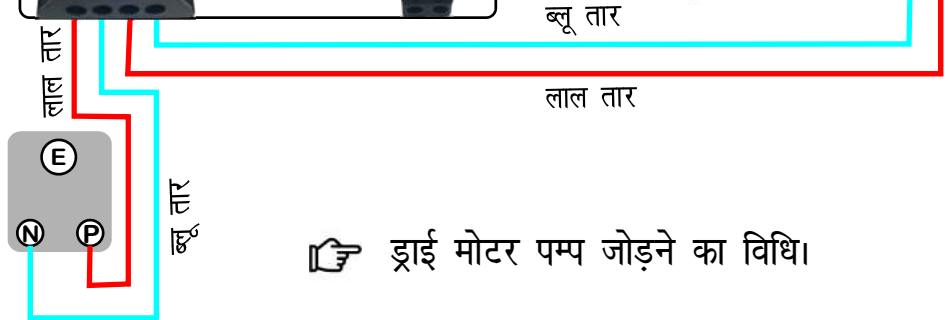 ब्लू तार
लाल तार
लाल तार
E
N P
ब्लू तार
ड्राई मोटर पम्प जोड़ने का विधि।